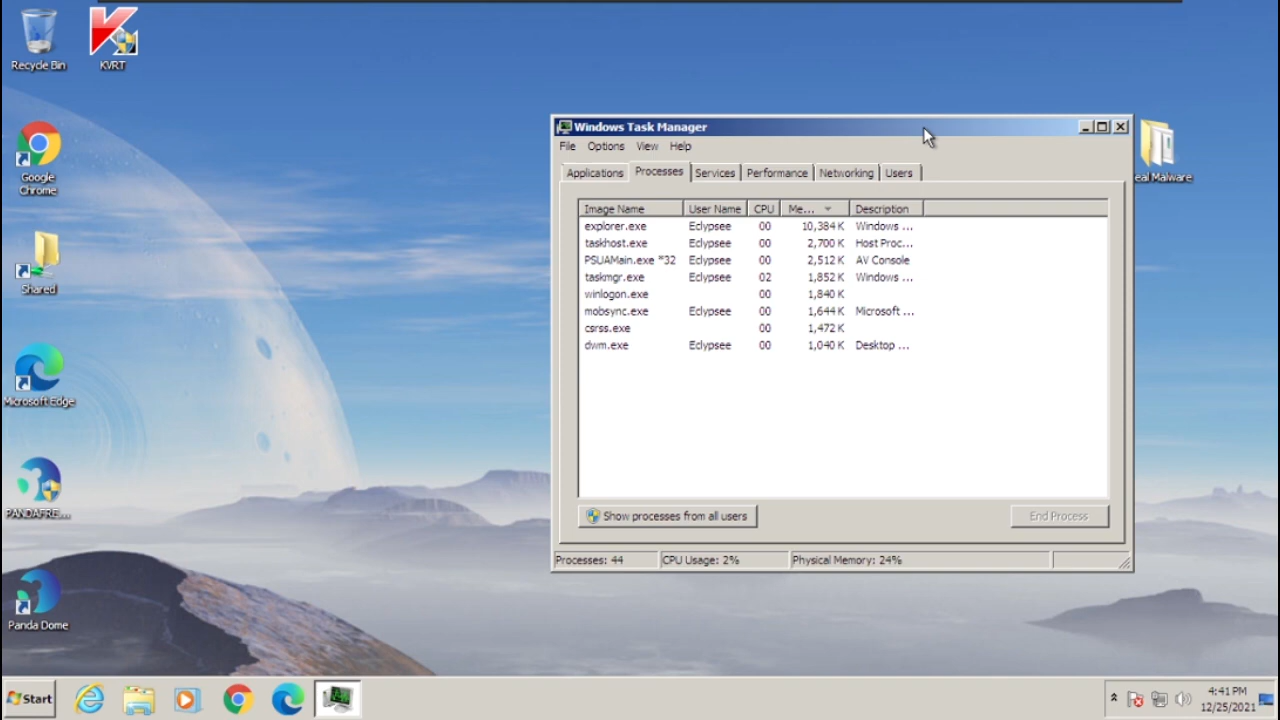 Recycle Bin
KVRT
Google Chrome
Shared
Microsoft Edge
PANDAFRE...
Panda Dome
eal Malware
Windows Task Manager
File Options View Help
Applications Processes Services Performance Networking Users
Image Name User Name CPU Me... Description
explorer.exe Eclypsee 00 10,384 K Windows ...
taskhost.exe Eclypsee 00 2,700 K Host Proc...
PSUAMain.exe *32 Eclypsee 00 2,512 K AV Console
taskmgr.exe Eclypsee 02 1,852 K Windows ...
winlogon.exe 00 1,840 K
mobsync.exe Eclypsee 00 1,644 K Microsoft ...
csrss.exe 00 1,472 K
dwm.exe Eclypsee 00 1,040 K Desktop ...
Show processes from all users End Process
Processes: 44 CPU Usage: 2% Physical Memory: 24%
Start
4:41 PM
12/25/2021